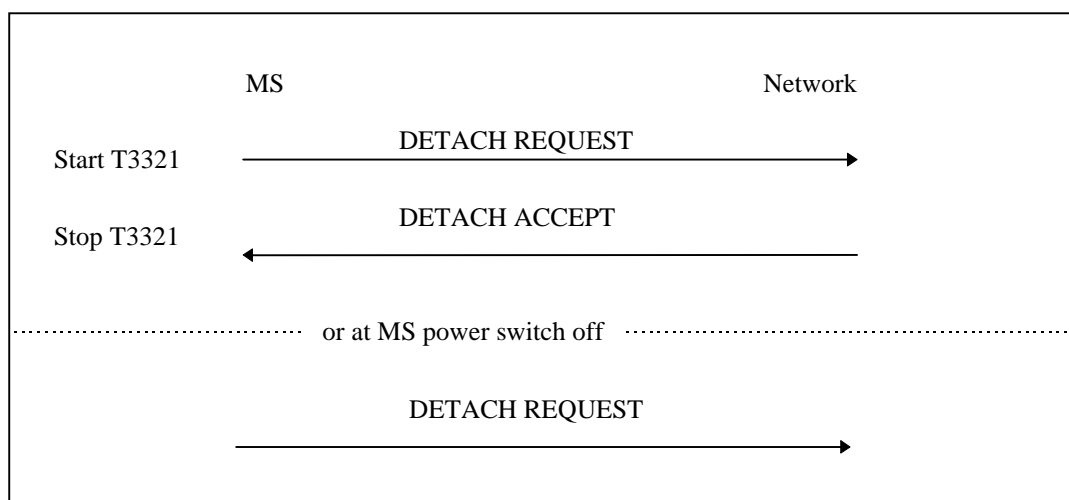 MS Network
DETACH REQUEST
Start T3321
DETACH ACCEPT
Stop T3321
or at MS power switch off
DETACH REQUEST